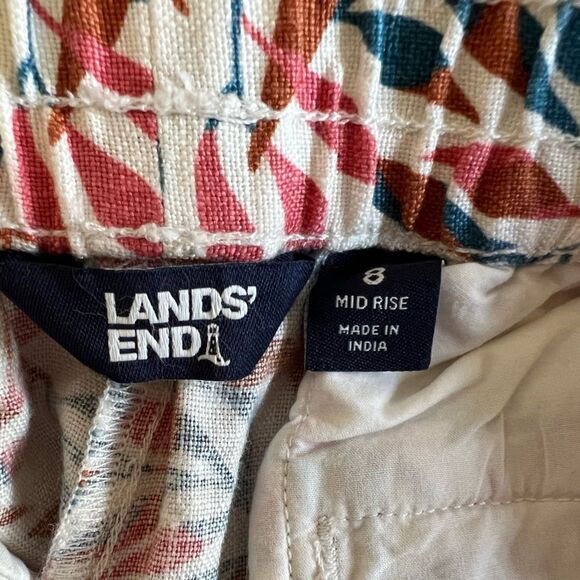 LANDS'
END
8
MID RISE
MADE IN
INDIA